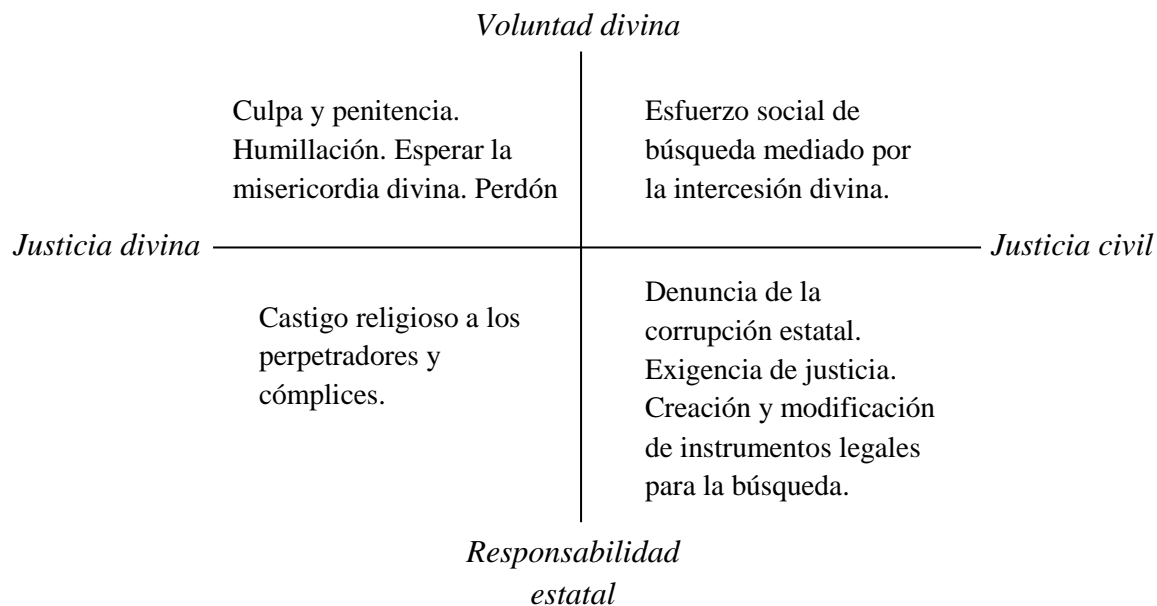 Voluntad divina
Culpa y penitencia.
Humillación. Esperar la
misericordia divina. Perdón
Esfuerzo social de
búsqueda mediado por
la intercesión divina.
Justicia divina
Justicia civil
Castigo religioso a los
perpetradores y
cómplices.
Denuncia de la
corrupción estatal.
Exigencia de justicia.
Creación y modificación
de instrumentos legales
para la búsqueda.
Responsabilidad
estatal